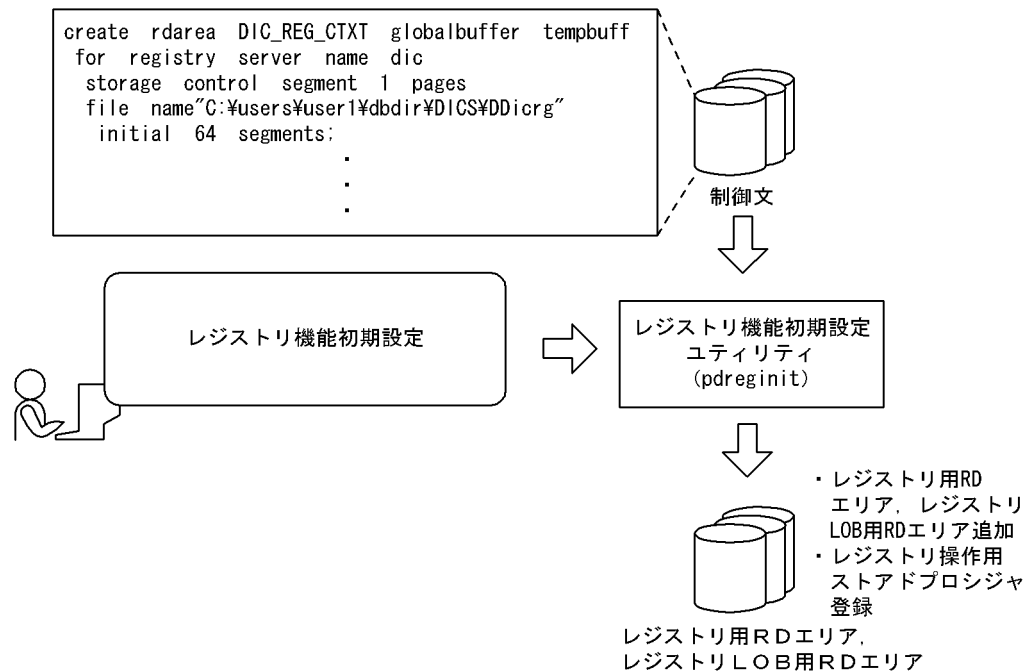 create rdarea DIC_REG_CTXT globalbuffer tempbuff
for registry server name dic
storage control segment 1 pages
file name"C:¥users¥user1¥dbdir¥DICS¥DDicrg"
initial 64 segments;
・
・
・
制御文
レジストリ機能初期設定
レジストリ機能初期設定
ユティリティ
(pdreginit)
・レジストリ用RD
エリア，レジストリ
LOB用RDエリア追加
・レジストリ操作用
ストアドプロシジャ
登録
レジストリ用ＲＤエリア，
レジストリＬＯＢ用ＲＤエリア